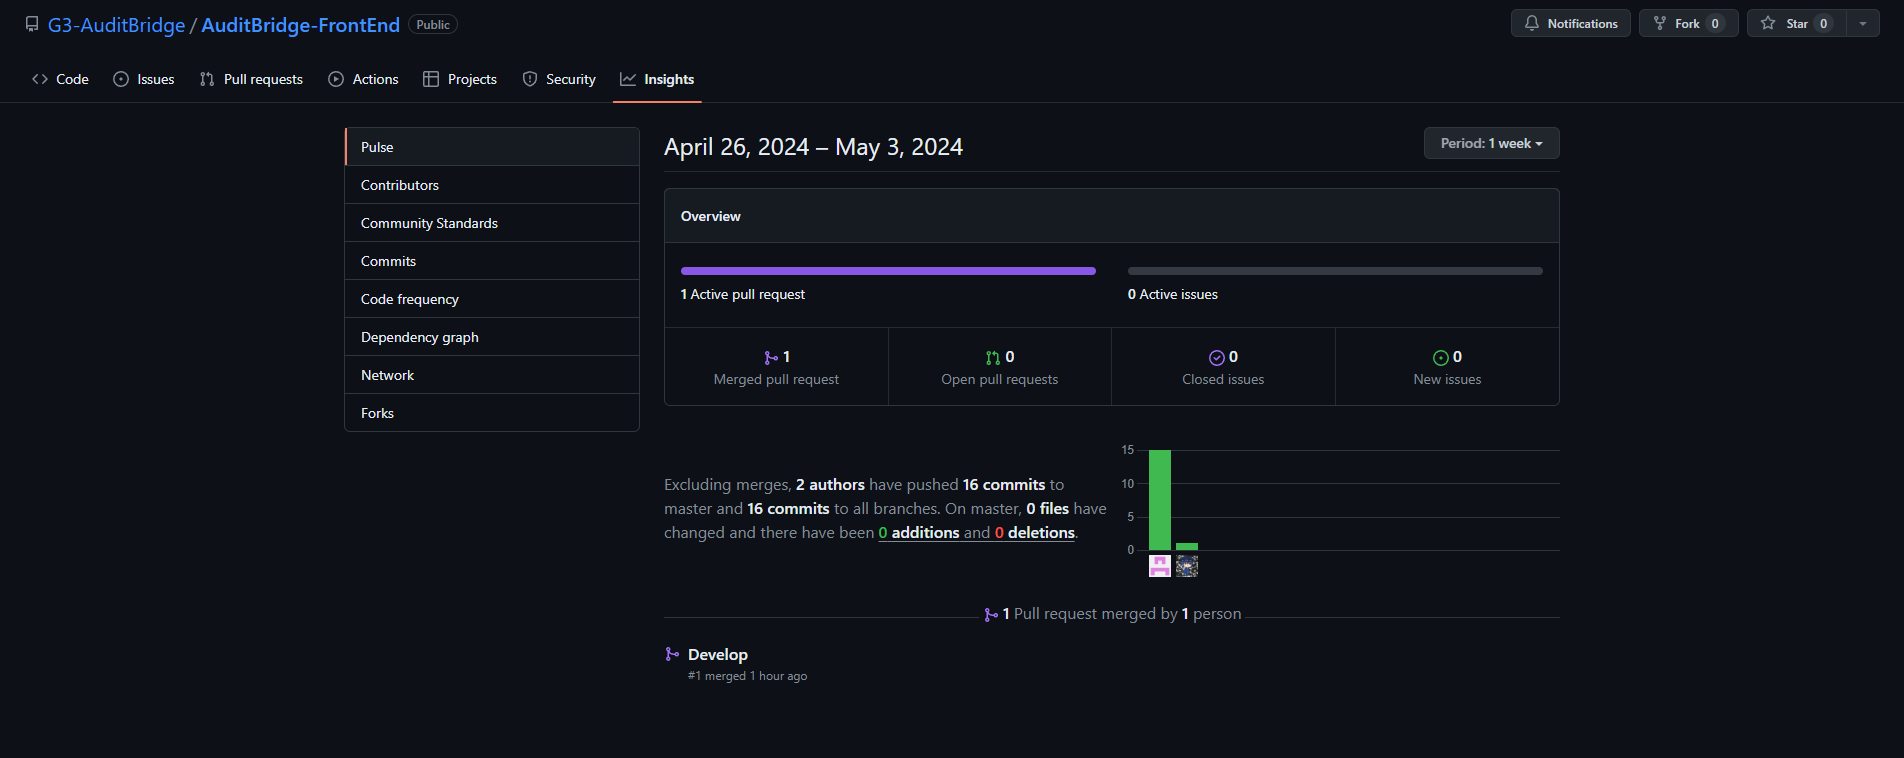 G3-AuditBridge / AuditBridge-FrontEnd Public
Notifications
Fork 0
Star 0
Code
Issues
Pull requests
Actions
Projects
Security
Insights
Pulse
Contributors
Community Standards
Commits
Code frequency
Dependency graph
Network
Forks
April 26, 2024 – May 3, 2024
Period: 1 week
Overview
1 Active pull request
0 Active issues
1
Merged pull request
0
Open pull requests
0
Closed issues
0
New issues
Excluding merges, 2 authors have pushed 16 commits to
master and 16 commits to all branches. On master, 0 files have
changed and there have been 0 additions and 0 deletions.
15
10
5
0
1 Pull request merged by 1 person
Develop
#1 merged 1 hour ago